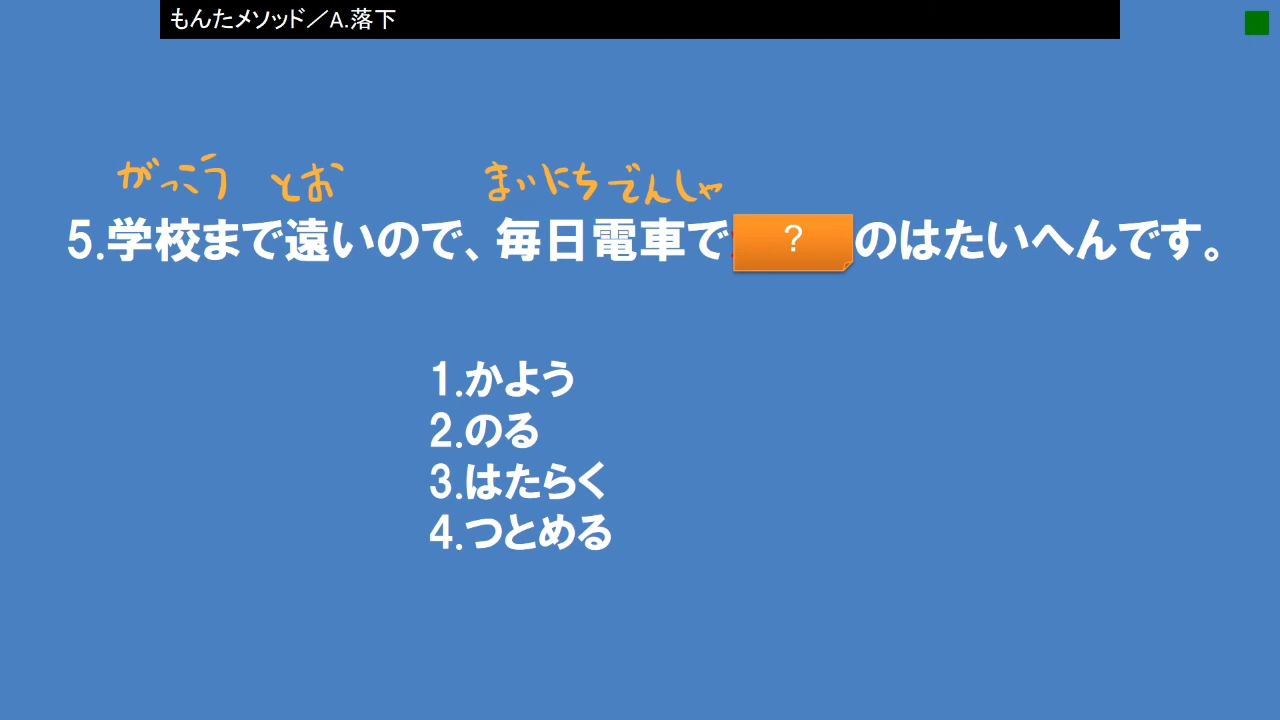 もんたメソッド／A.落下
がっこう とお まいにちでんしゃ
5.学校まで遠いので、毎日電車で?のはたいへんです。
1.かよう
2.のる
3.はたらく
4.つとめる